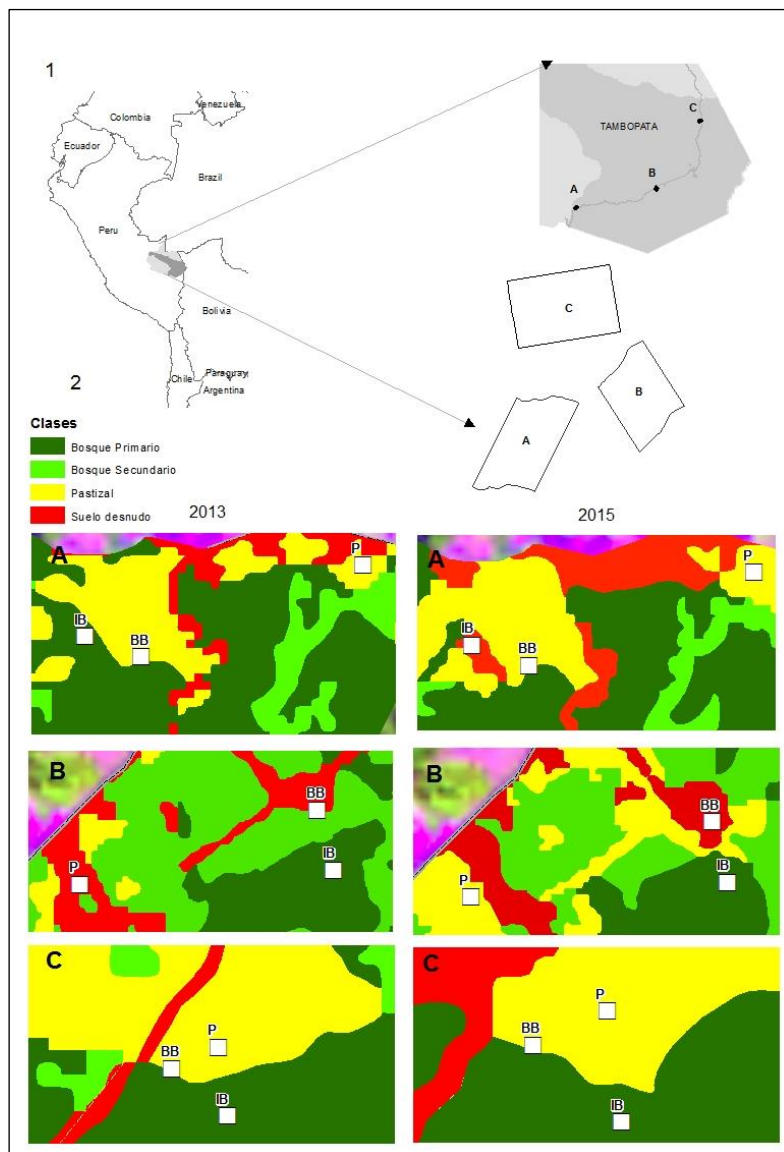 1
Colombia
Venezuela
Ecuador
Brazil
Peru
Bolivia
Chile
Paraguay
Argentina
TAMBOPATA
C
B
A
C
B
A
2
Clases
Bosque Primario
Bosque Secundario
Pastizal
Suelo desnudo
2013
2015
A
P
IB
BB
A
P
IB
BB
B
BB
IB
P
B
BB
IB
P
C
P
BB
IB
C
P
BB
IB